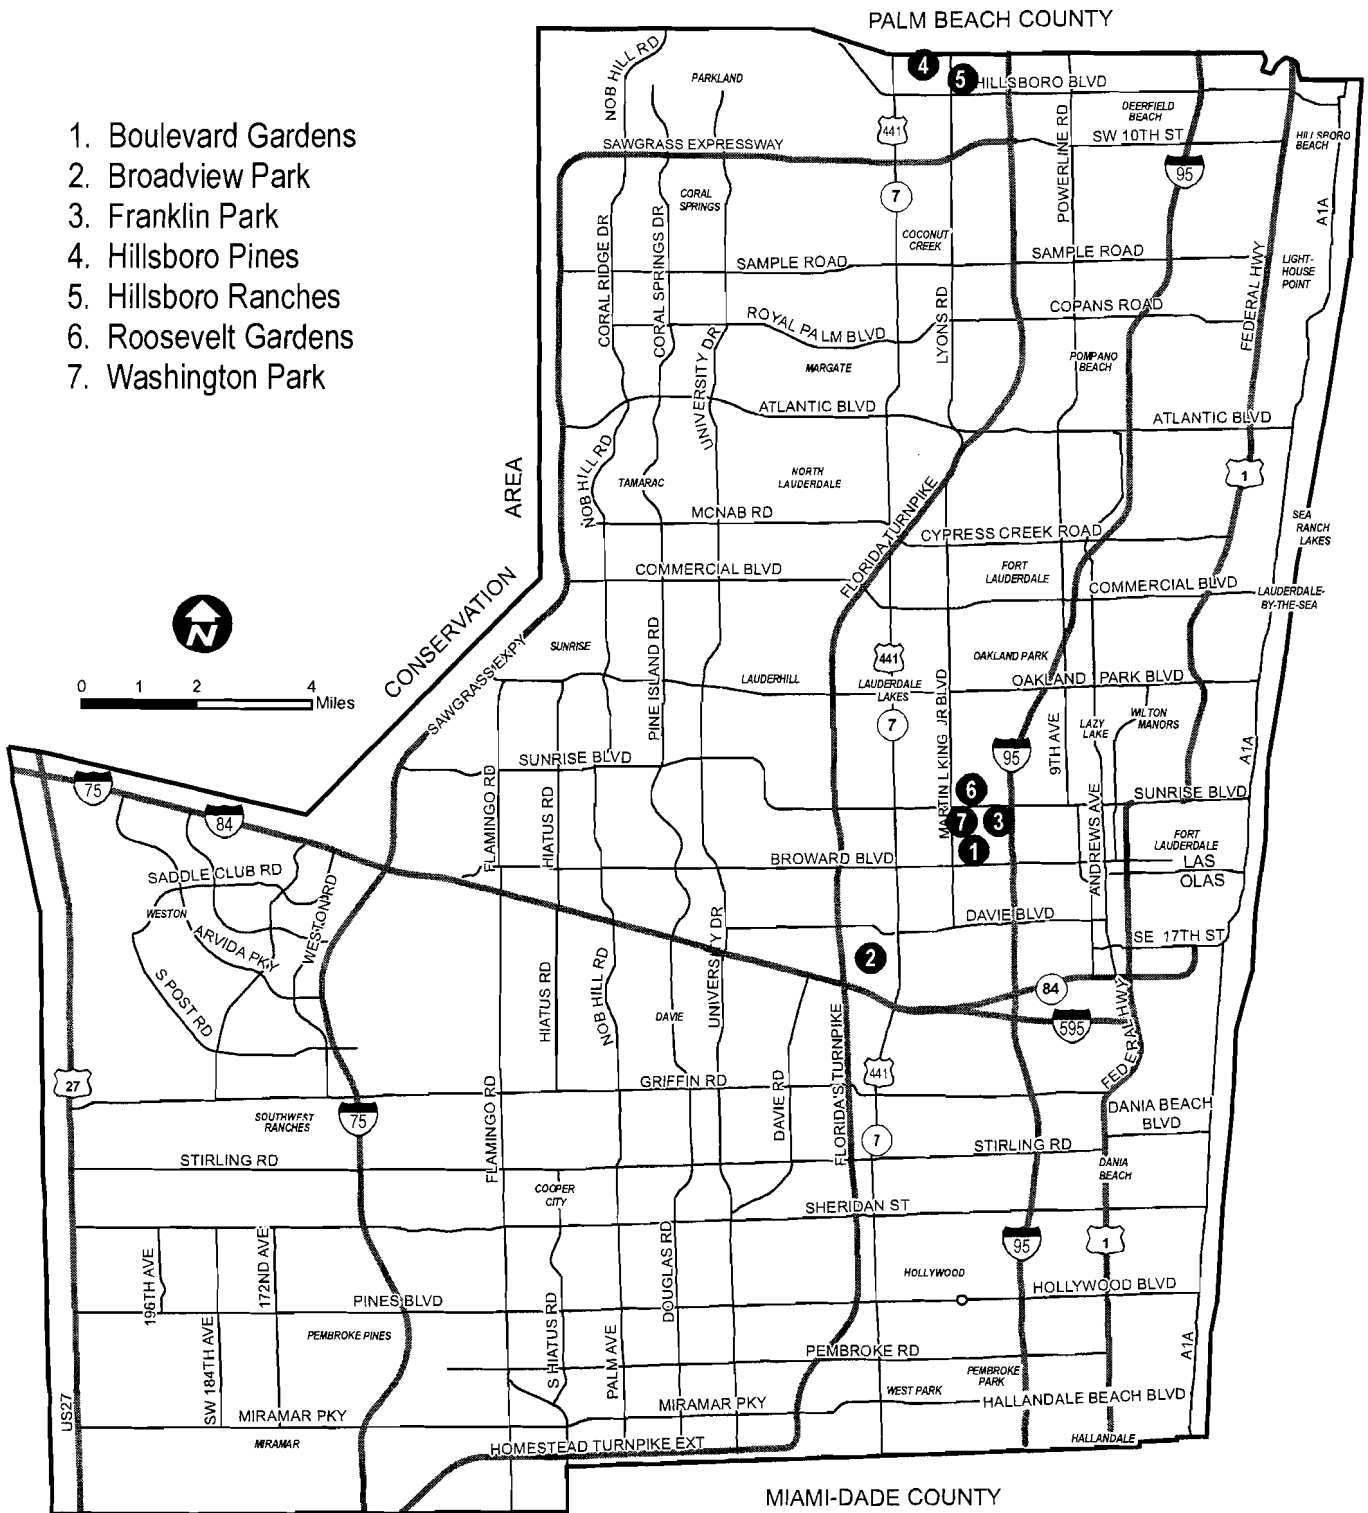 PALM BEACH COUNTY
1. Boulevard Gardens
2. Broadview Park
3. Franklin Park
4. Hillsboro Pines
5. Hillsboro Ranches
6. Roosevelt Gardens
7. Washington Park
NOB HILL RD
PARKLAND
4
5
HILLSBORO BLVD
441
DEERFIELD
BEACH
POWERLINE RD
SW 10TH ST
HILLSBORO
BEACH
SAWGRASS EXPRESSWAY
95
7
CORAL
SPRINGS
A1A
COCONUT
CREEK
CORAL RIDGE DR
CORAL SPRINGS DR
SAMPLE ROAD
SAMPLE ROAD
LIGHT-
HOUSE
POINT
FEDERAL HWY
COPANS ROAD
ROYAL PALM BLVD
LYONS RD
UNIVERSITY DR
MARGATE
POMPANO
BEACH
ATLANTIC BLVD
ATLANTIC BLVD
NOB HILL RD
TAMARAC
NORTH
LAUDERDALE
1
CONSERVATION
AREA
MCNAB RD
FLORIDA TURNPIKE
CYPRESS CREEK ROAD
SEA
RANCH
LAKES
COMMERCIAL BLVD
FORT
LAUDERDALE
COMMERCIAL BLVD
LAUDERDALE-
BY-THE-SEA
N
SUNRISE
PINE ISLAND RD
441
OAKLAND PARK
SAWGRASS EXPY
LAUDERHILL
LAUDERDALE
LAKES
OAKLAND PARK BLVD
A1A
0 1 2 4
Miles
7
MARTIN L KING JR BLVD
95
9TH AVE
LAZY
LAKE
WILTON
MANORS
SUNRISE BLVD
SUNRISE BLVD
75
84
FLAMINGO RD
HIATUS RD
6
7
3
1
ANDREWS AVE
FORT
LAUDERDALE
BROWARD BLVD
LAS
OLAS
SADDLE CLUB RD
WESTON
WESTON RD
ARVIDA PKY
S POST RD
UNIVERSITY DR
DAVIE BLVD
SE 17TH ST
2
HIATUS RD
NOB HILL RD
DAVIE
84
595
FEDERAL HWY
27
FLORIDA'S TURNPIKE
441
GRIFFIN RD
DAVIE RD
FLAMINGO RD
SOUTHWEST
RANCHES
75
DANIA BEACH
BLVD
7
STIRLING RD
STIRLING RD
DANIA
BEACH
COOPER
CITY
SHERIDAN ST
DOUGLAS RD
196TH AVE
172ND AVE
95
1
HOLLYWOOD
HOLLYWOOD BLVD
PINES BLVD
S HIATUS RD
PALM AVE
SW 184TH AVE
PEMBROKE PINES
A1A
PEMBROKE RD
PEMBROKE
PARK
WEST PARK
HALLANDALE BEACH BLVD
US27
MIRAMAR PKY
MIRAMAR PKY
MIRAMAR
HOMESTEAD TURNPIKE EXT
HALLANDALE
MIAMI-DADE COUNTY